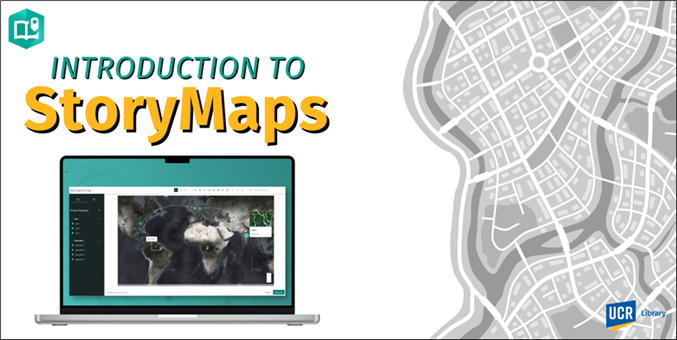 INTRODUCTION TO
StoryMaps
UCR
Library